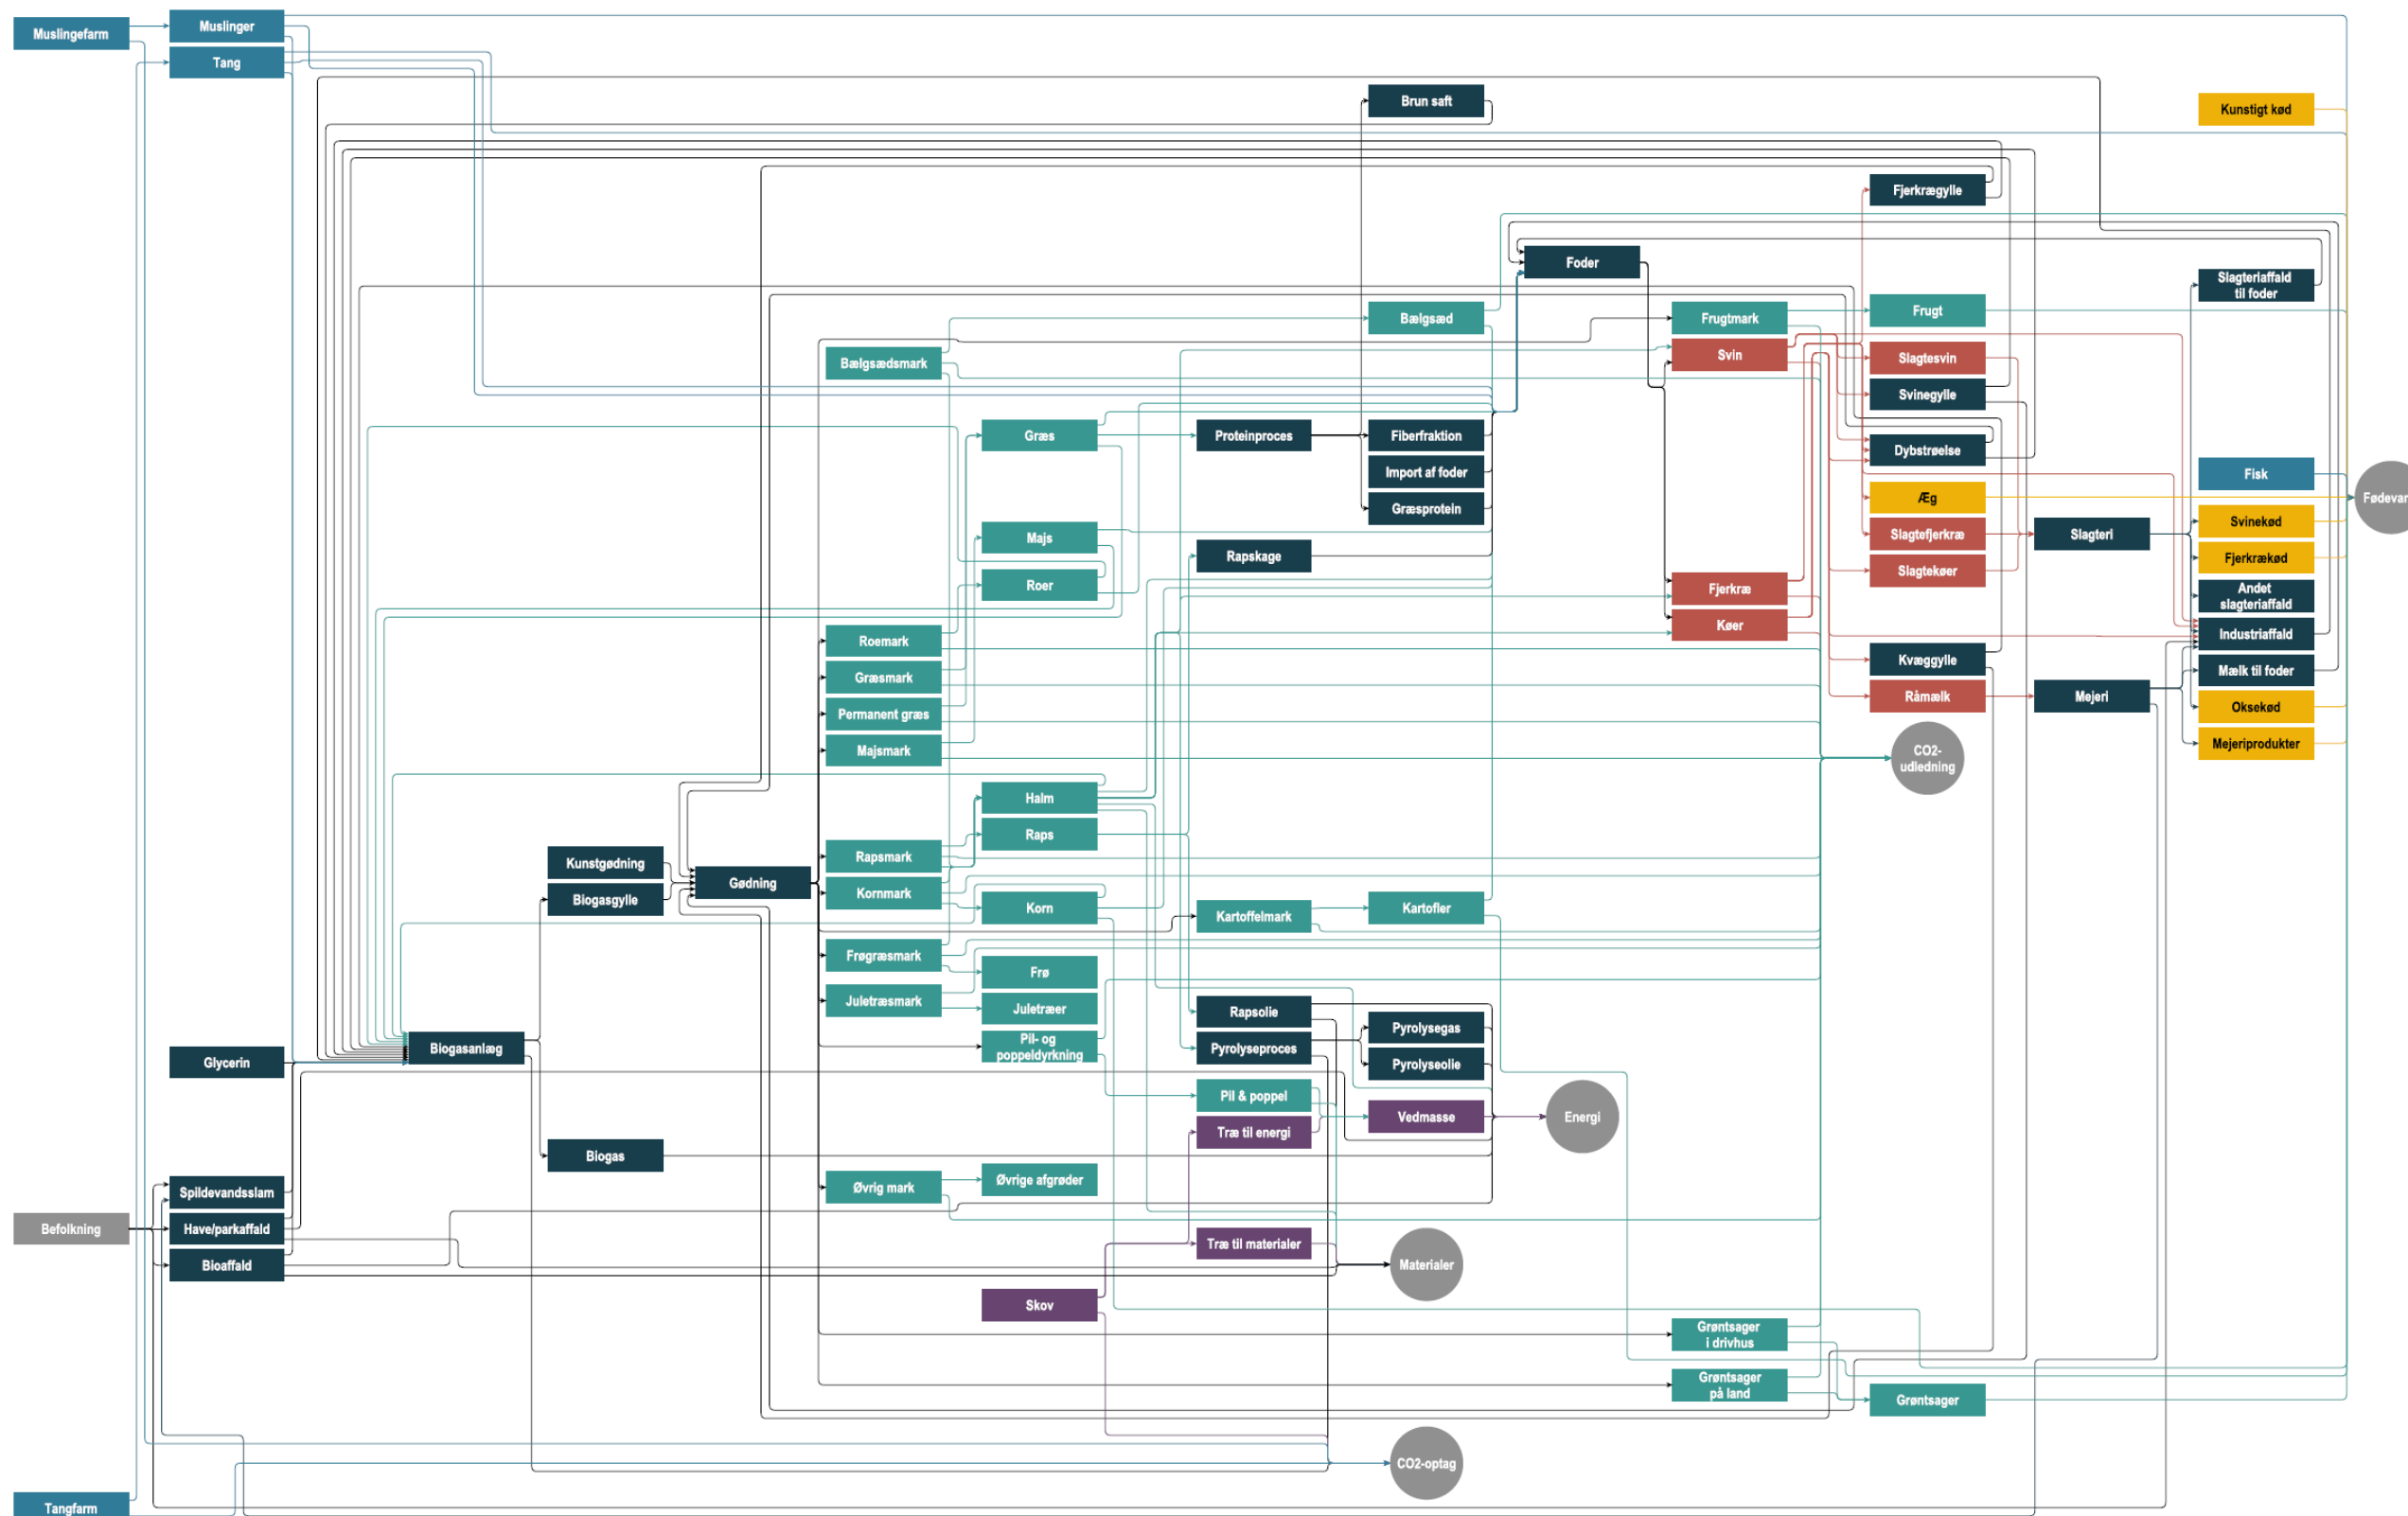 Muslingefarm
Muslinger
Tang
Brun saft
Kunstigt kød
Fjerkrægylle
Foder
Slagteriaffald
til foder
Bælgsæd
Frugtmark
Frugt
Bælgsædsmark
Svin
Slagtesvin
Svinegylle
Græs
Proteinproces
Fiberfraktion
Dybstrøelse
Import af foder
Fisk
Græsprotein
Æg
Fødevar
Svinekød
Majs
Rapskage
Slagtefjerkræ
Slagteri
Fjerkrækød
Roer
Fjerkræ
Slagtekøer
Andet
slagteriaffald
Roemark
Køer
Industriaffald
Græsmark
Kvæggylle
Mælk til foder
Permanent græs
Råmælk
Mejeri
Oksekød
Majsmark
CO2-
udledning
Mejeriprodukter
Halm
Raps
Kunstgødning
Rapsmark
Gødning
Biogasgylle
Kornmark
Korn
Kartoffelmark
Kartofler
Frøgræsmark
Frø
Juletræsmark
Juletræer
Rapsolie
Pyrolysegas
Biogasanlæg
Pil- og
poppeldyrkning
Pyrolyseproces
Glycerin
Pyrolyseolie
Pil & poppel
Vedmasse
Energi
Træ til energi
Biogas
Øvrig mark
Øvrige afgrøder
Spildevandsslam
Befolkning
Have/parkaffald
Træ til materialer
Bioaffald
Materialer
Skov
Grøntsager
i drivhus
Grøntsager
på land
Grøntsager
CO2-optag
Tangfarm